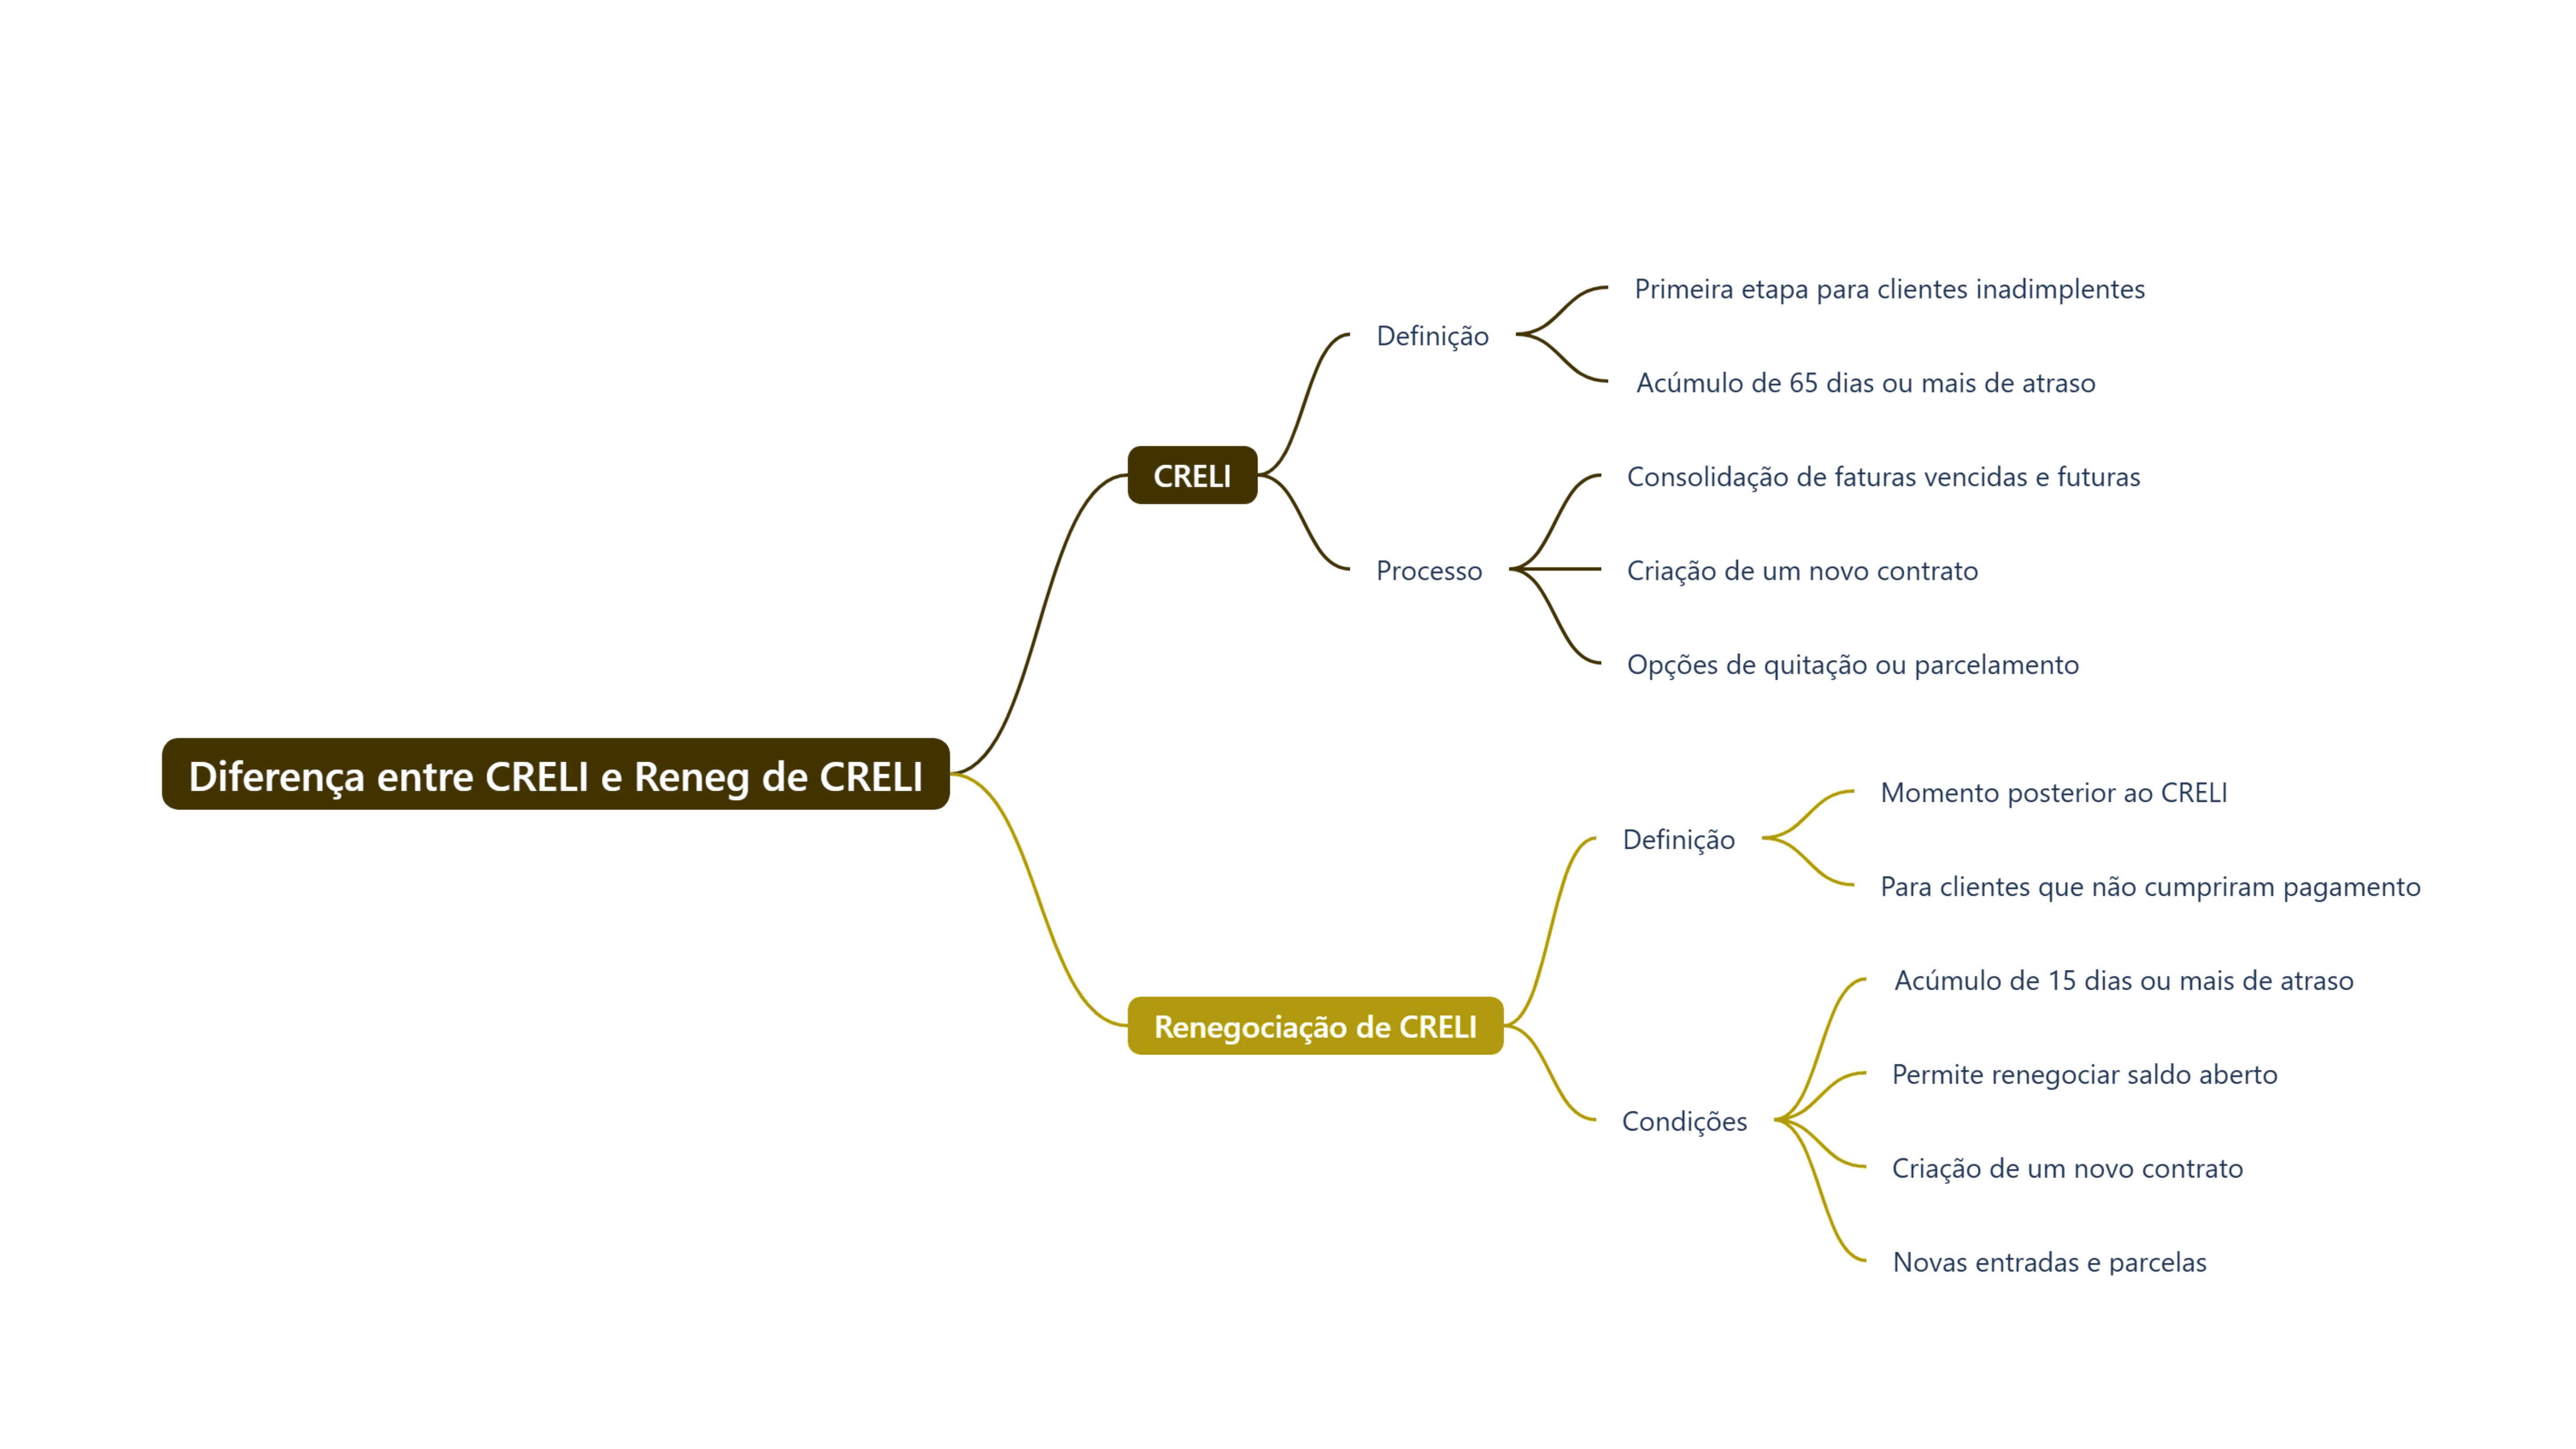 Diferença entre CRELI e Reneg de CRELI
CRELI
Definição
Primeira etapa para clientes inadimplentes
Acúmulo de 65 dias ou mais de atraso
Processo
Consolidação de faturas vencidas e futuras
Criação de um novo contrato
Opções de quitação ou parcelamento
Renegociação de CRELI
Definição
Momento posterior ao CRELI
Para clientes que não cumpriram pagamento
Condições
Acúmulo de 15 dias ou mais de atraso
Permite renegociar saldo aberto
Criação de um novo contrato
Novas entradas e parcelas